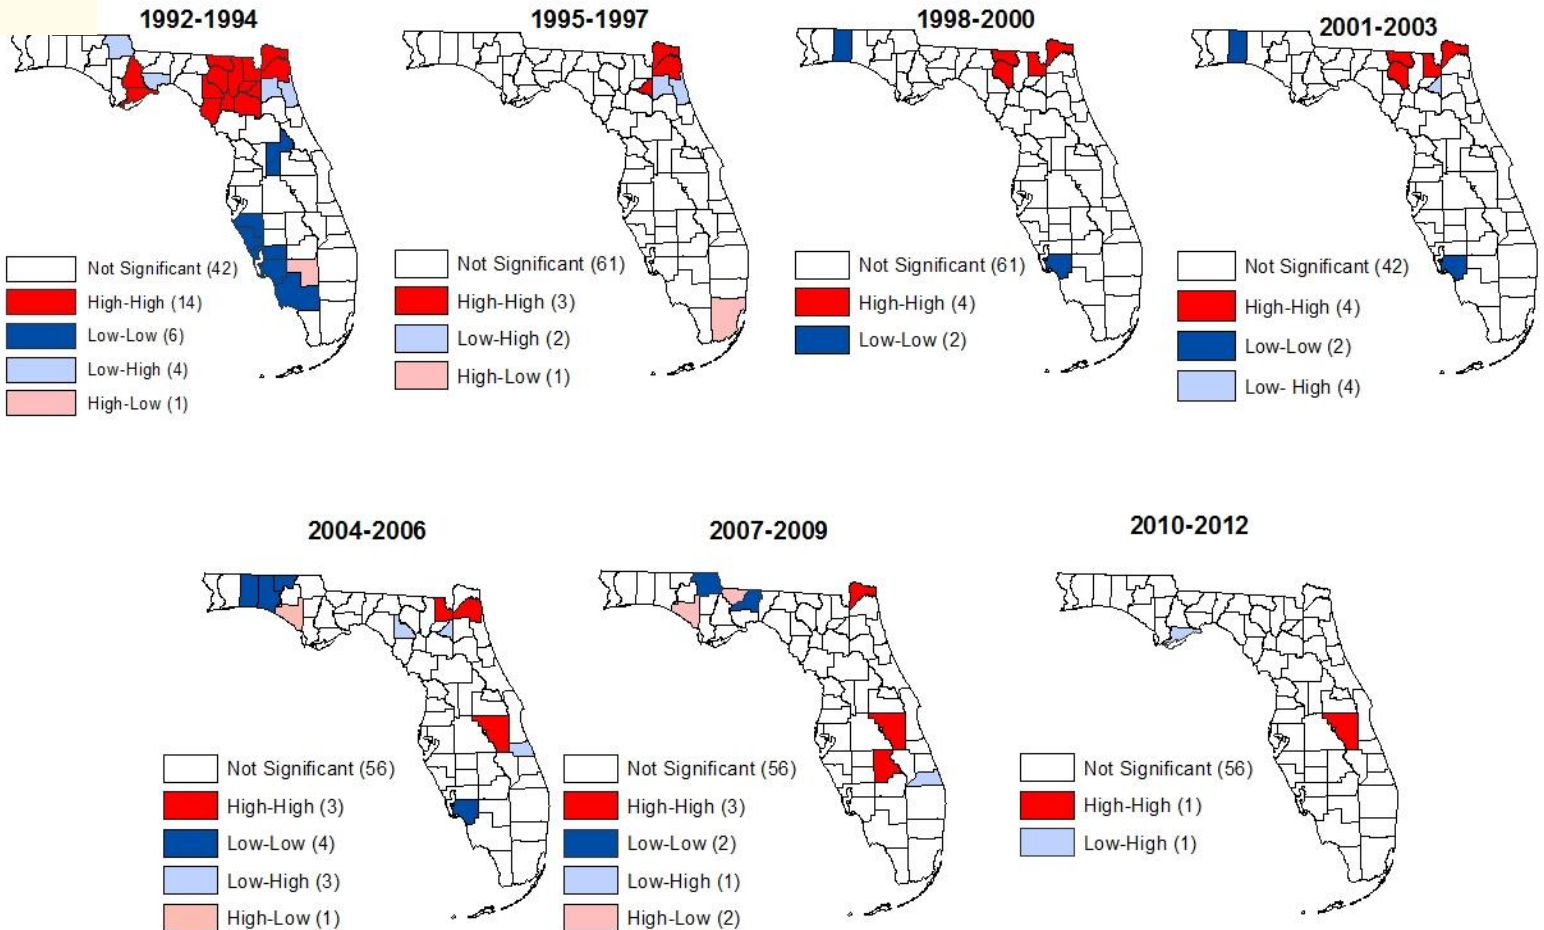 1992-1994
Not Significant (42)
High-High (14)
Low-Low (6)
Low-High (4)
High-Low (1)
1995-1997
Not Significant (61)
High-High (3)
Low-High (2)
High-Low (1)
1998-2000
Not Significant (61)
High-High (4)
Low-Low (2)
2001-2003
Not Significant (42)
High-High (4)
Low-Low (2)
Low- High (4)
2004-2006
Not Significant (56)
High-High (3)
Low-Low (4)
Low-High (3)
High-Low (1)
2007-2009
Not Significant (56)
High-High (3)
Low-Low (2)
Low-High (1)
High-Low (2)
2010-2012
Not Significant (56)
High-High (1)
Low-High (1)